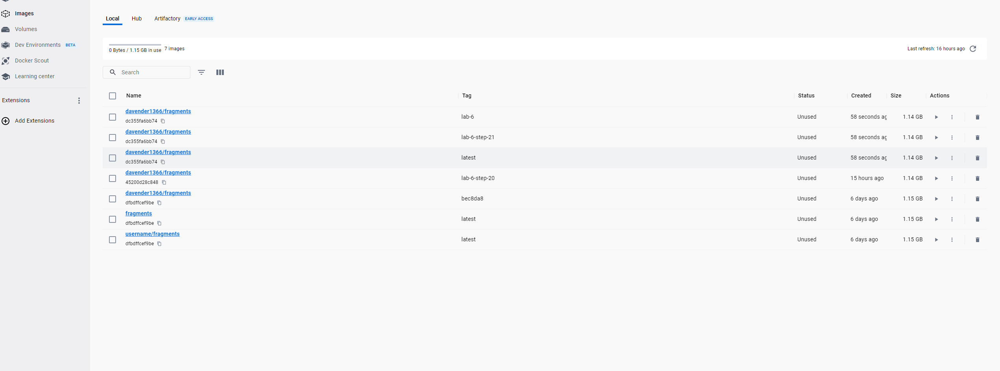 Images
Volumes
Dev Environments BETA
Docker Scout
Learning center
Extensions
Add Extensions
Local Hub Artifactory EARLY ACCESS
0 Bytes / 1.15 GB in use 7 images Last refresh: 16 hours ago
Search
Name Tag Status Created Size Actions
davender1366/fragments
dc355fa6bb74
lab-6 Unused 58 seconds ag 1.14 GB
davender1366/fragments
dc355fa6bb74
lab-6-step-21 Unused 58 seconds ag 1.14 GB
davender1366/fragments
dc355fa6bb74
latest Unused 58 seconds ag 1.14 GB
davender1366/fragments
45200d28c848
lab-6-step-20 Unused 15 hours ago 1.14 GB
davender1366/fragments
dfbdffcef9be
bec8da8 Unused 6 days ago 1.15 GB
fragments
dfbdffcef9be
latest Unused 6 days ago 1.15 GB
username/fragments
dfbdffcef9be
latest Unused 6 days ago 1.15 GB